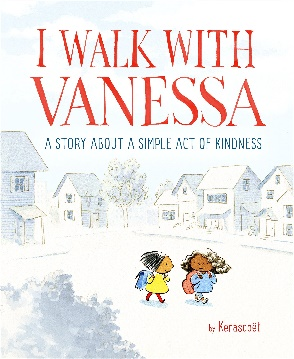 I WALK WITH
VANESSA
A STORY ABOUT A SIMPLE ACT OF KINDNESS
by Kerascoët